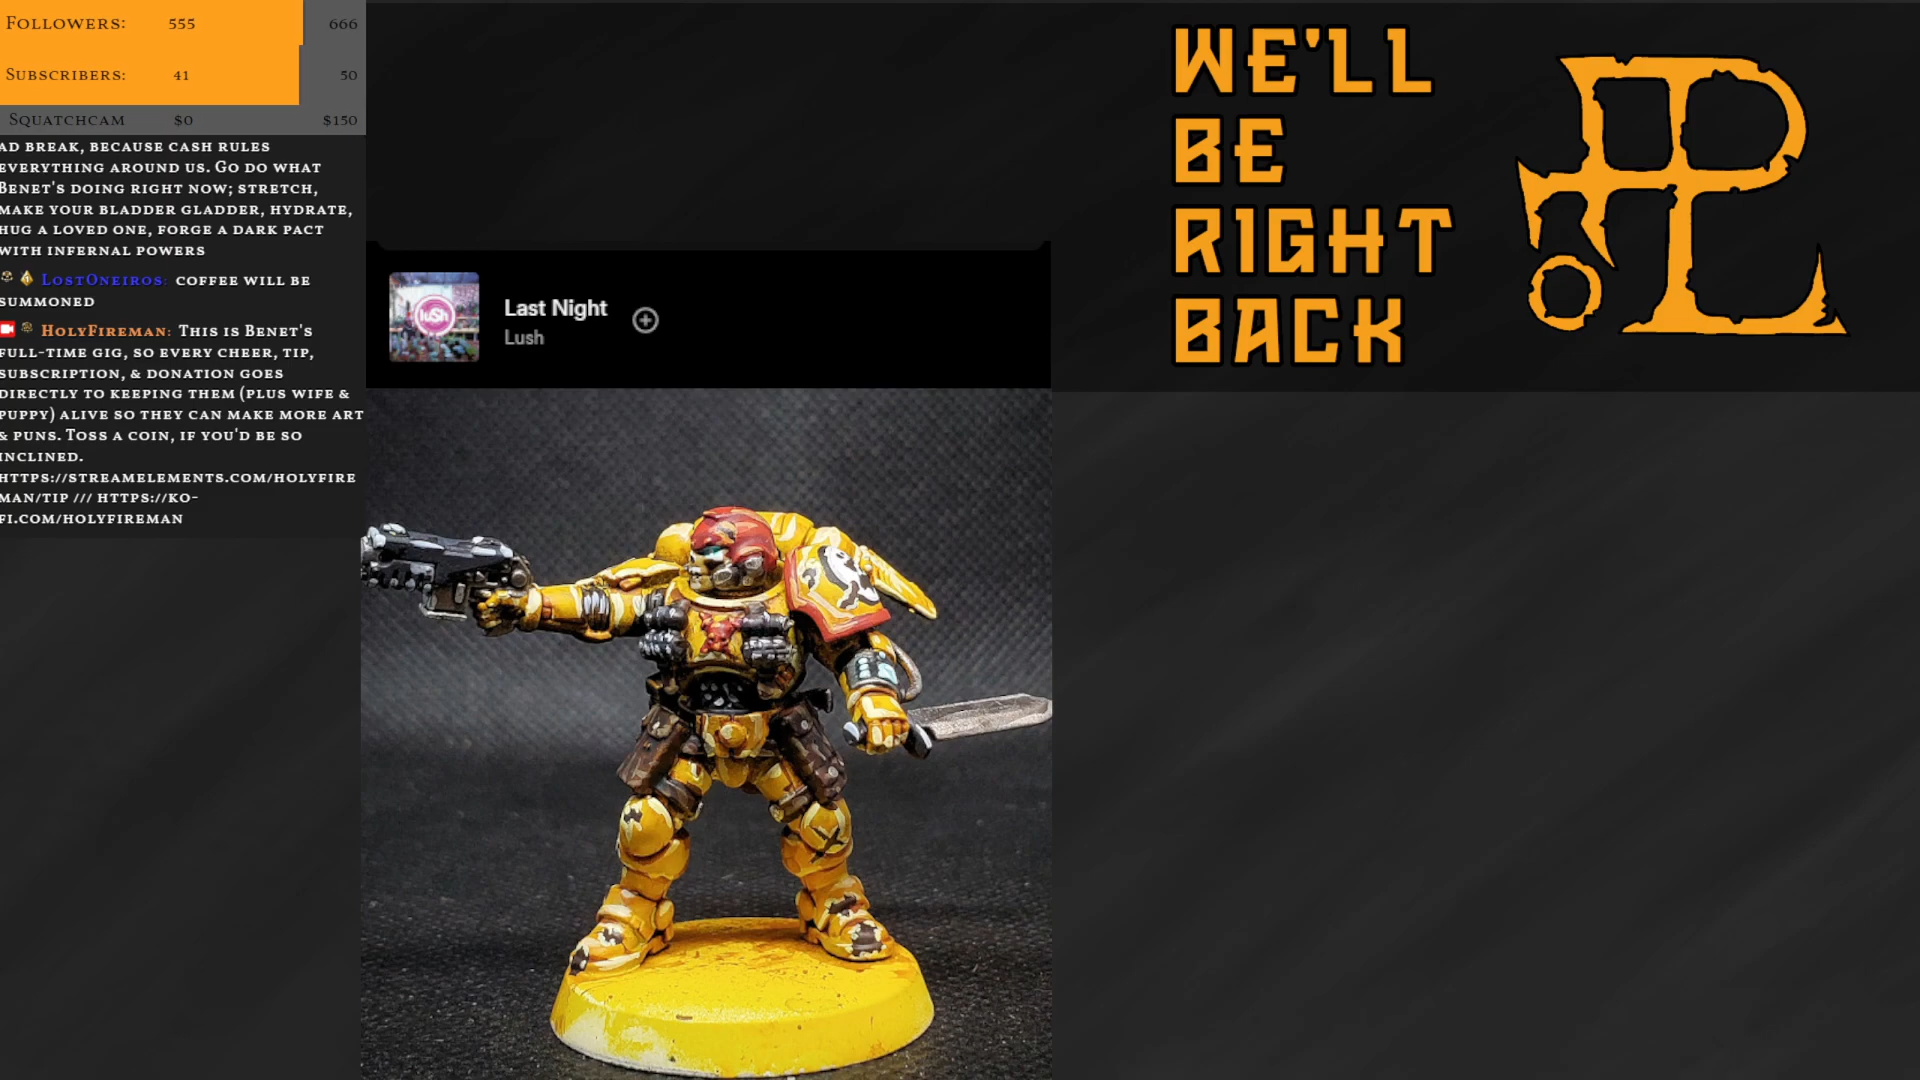 Followers: 555 666
Subscribers: 41 50
Squatchcam $0 $150
ad break, because cash rules
everything around us. Go do what
Benet's doing right now; stretch,
make your bladder gladder, hydrate,
hug a loved one, forge a dark pact
with infernal powers
LostOneiros: coffee will be
summoned
HolyFireman: This is Benet's
full-time gig, so every cheer, tip,
subscription, & donation goes
directly to keeping them (plus wife &
puppy) alive so they can make more art
& puns. Toss a coin, if you'd be so
inclined.
https://streamelements.com/holyfire
man/tip /// https://ko-
fi.com/holyfireman
lush
Last Night
Lush
WE'LL
BE
RIGHT
BACK